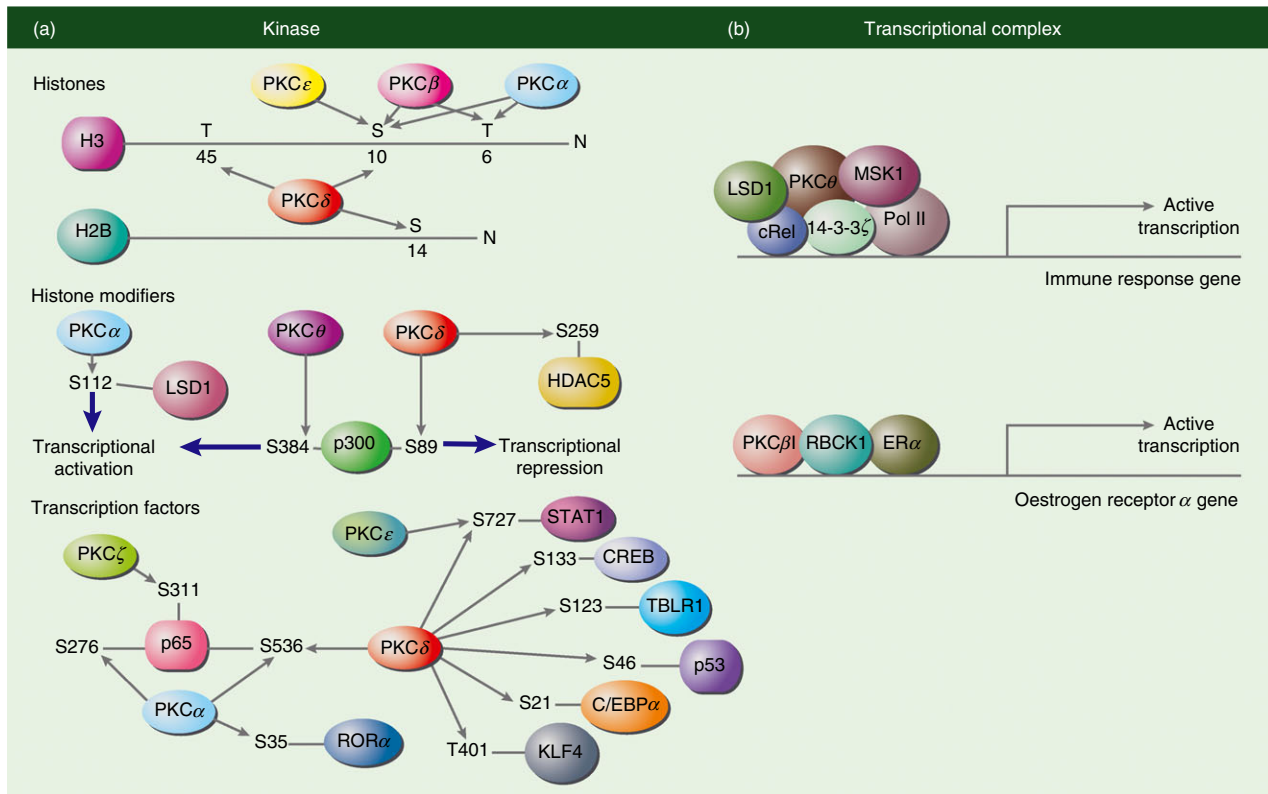 (a) Kinase
(b) Transcriptional complex
Histones
PKCε PKCβ PKCα
H3 T S T N
45 10 6
PKCδ
H2B S N
14
Histone modifiers
PKCα PKCθ PKCδ S259
S112 LSD1 HDAC5
Transcriptional
activation
S384 p300 S89
Transcriptional
repression
Transcription factors
PKCε S727 STAT1
PKCζ S133 CREB
S311 S123 TBLR1
S276 p65 S536 PKCδ S46 p53
PKCα S21 C/EBPα
S35 RORα T401 KLF4
LSD1 PKCθ MSK1
cRel 14-3-3ζ Pol II
Active
transcription
Immune response gene
PKCβI RBCK1 ERα
Active
transcription
Oestrogen receptor α gene